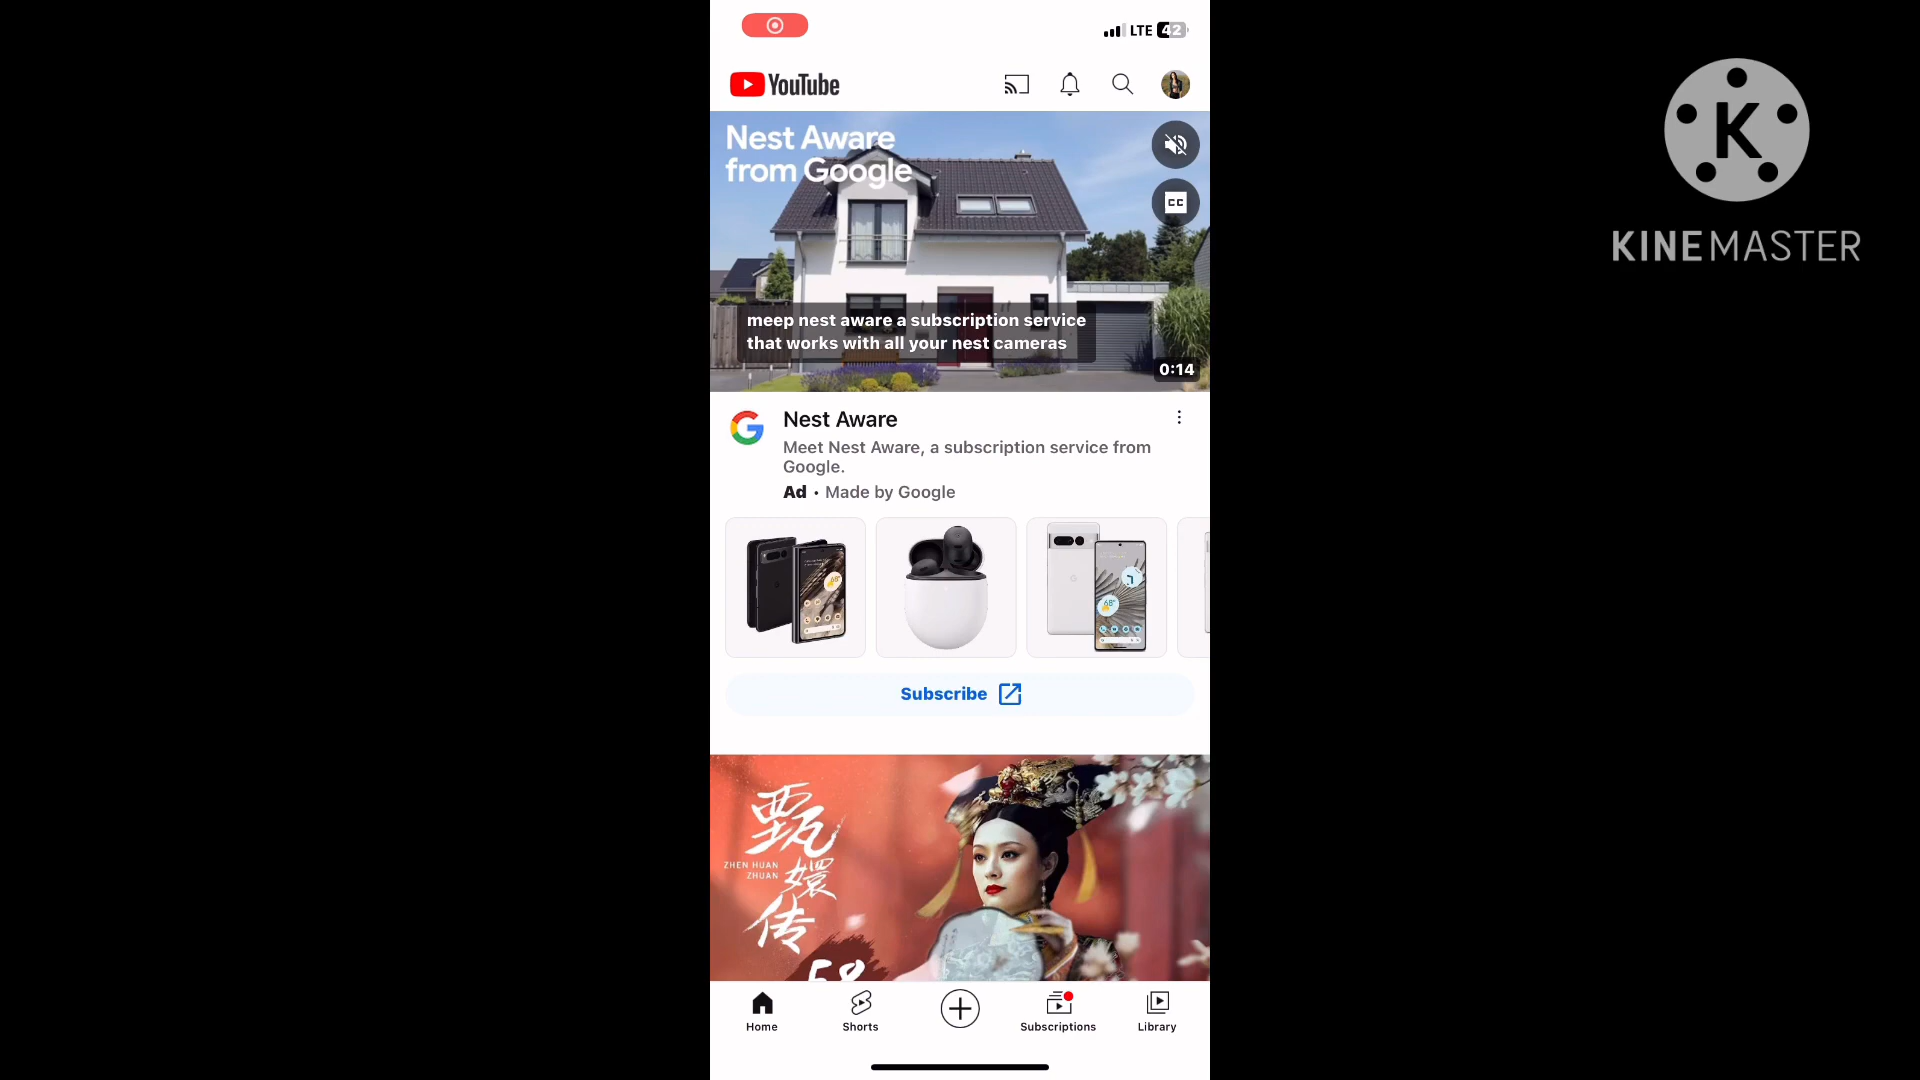 LTE 42
YouTube
KINEMASTER
Nest Aware
from Google
CC
meep nest aware a subscription service
that works with all your nest cameras
0:14
Nest Aware
Meet Nest Aware, a subscription service from
Google.
Ad • Made by Google
Subscribe
甄嬛传
ZHEN HUAN
ZHUAN
58
Home
Shorts
Subscriptions
Library